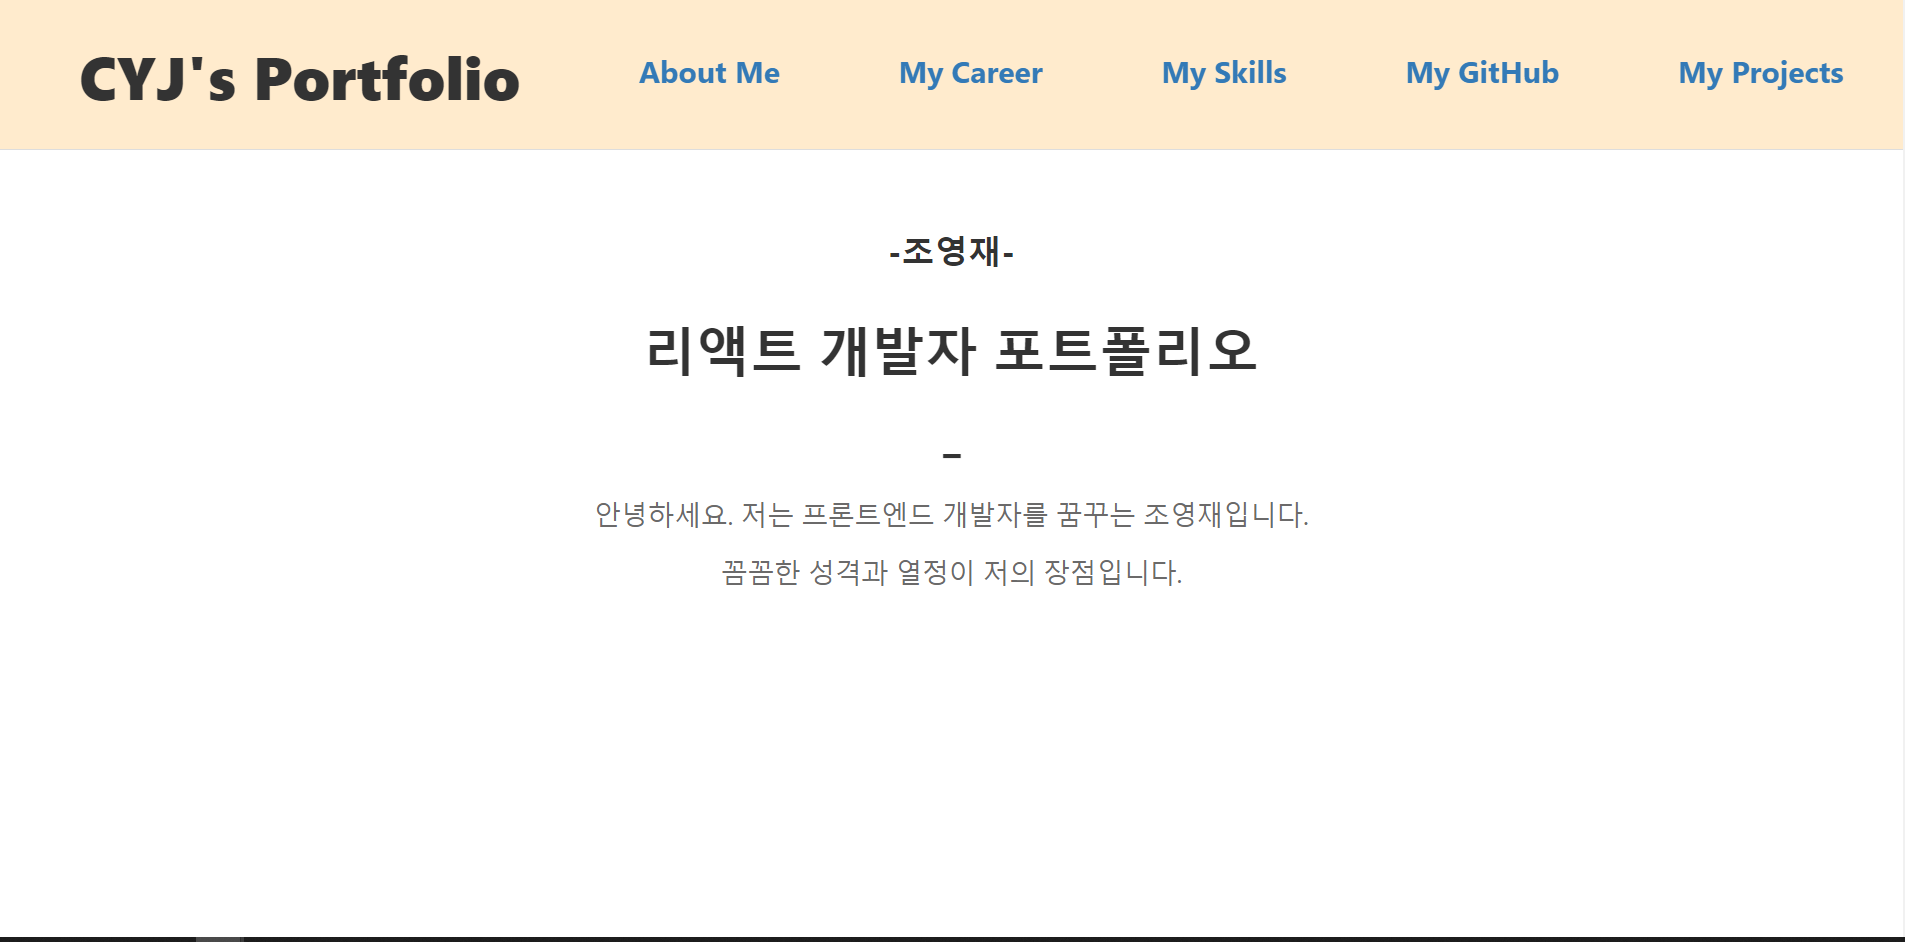 CYJ's Portfolio About Me My Career My Skills My GitHub My Projects
-조영재-
리액트 개발자 포트폴리오
–
안녕하세요. 저는 프론트엔드 개발자를 꿈꾸는 조영재입니다.
꼼꼼한 성격과 열정이 저의 장점입니다.